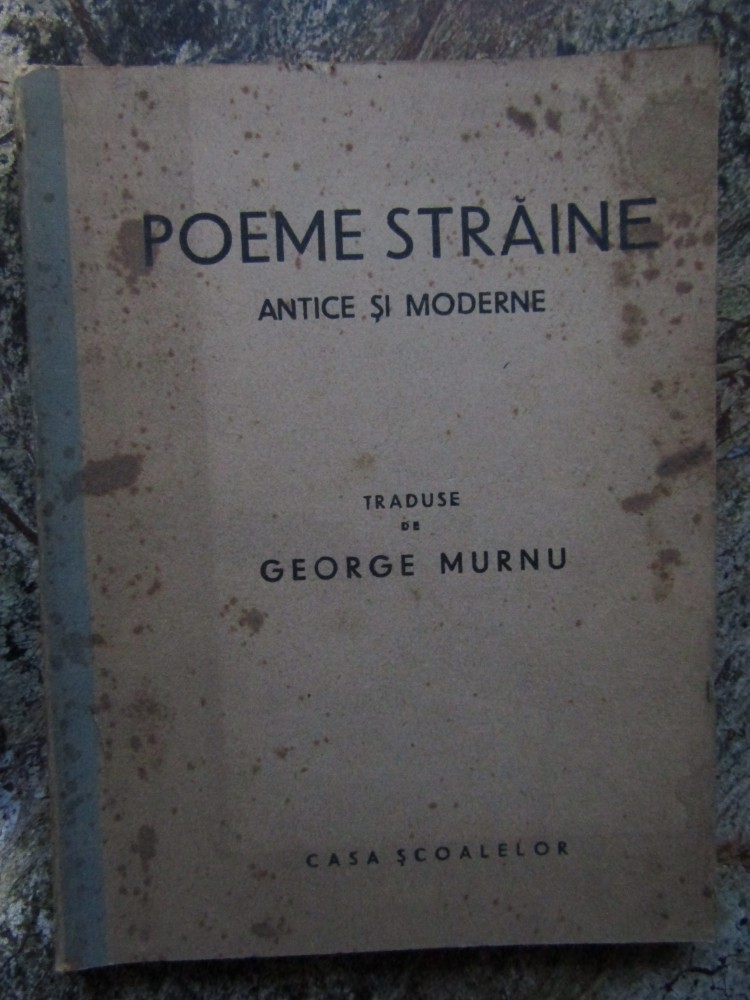 POEME STRĂINE
ANTICE ȘI MODERNE
TRADUSE
DE
GEORGE MURNU
CASA ȘCOALELOR